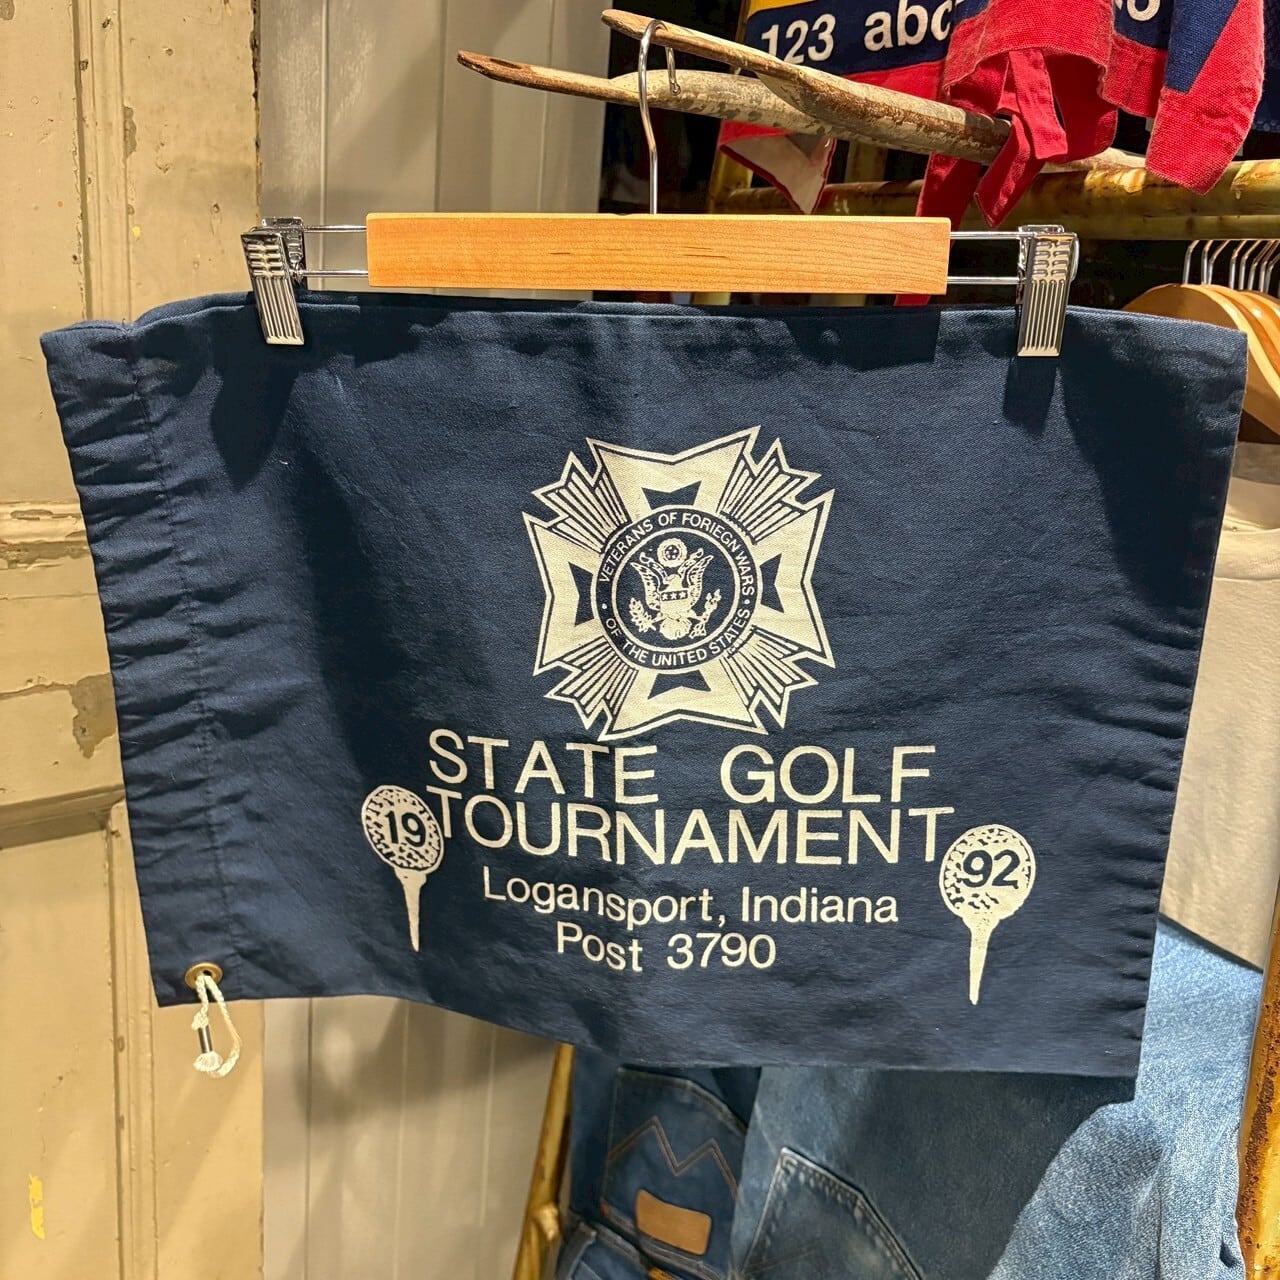 123 abc
VETERANS OF FORIEGN WARS
• OF THE UNITED STATES •
STATE GOLF
TOURNAMENT
19
92
Logansport, Indiana
Post 3790